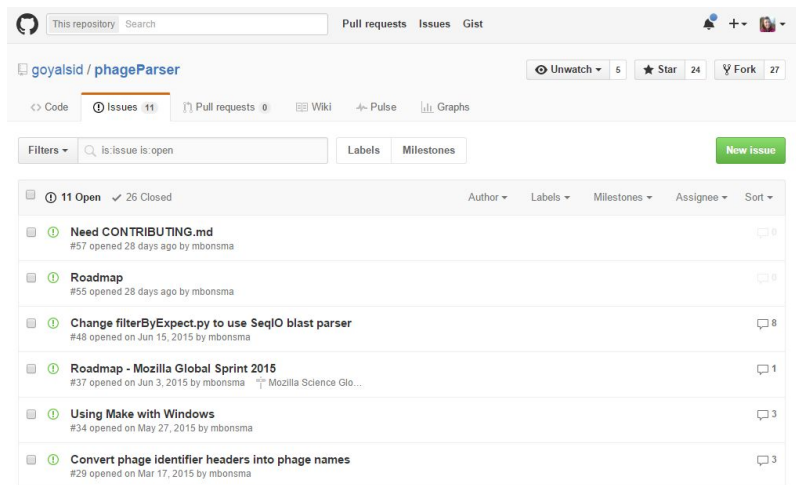 This repository Search Pull requests Issues Gist
goyalsid / phageParser Unwatch 5 Star 24 Fork 27
Code Issues 11 Pull requests 0 Wiki Pulse Graphs
Filters is:issue is:open Labels Milestones New issue
11 Open 26 Closed Author Labels Milestones Assignee Sort
Need CONTRIBUTING.md 0
#57 opened 28 days ago by mbonsma
Roadmap 0
#55 opened 28 days ago by mbonsma
Change filterByExpect.py to use SeqIO blast parser 8
#48 opened on Jun 15, 2015 by mbonsma
Roadmap - Mozilla Global Sprint 2015 1
#37 opened on Jun 3, 2015 by mbonsma Mozilla Science Glo...
Using Make with Windows 3
#34 opened on May 27, 2015 by mbonsma
Convert phage identifier headers into phage names 3
#29 opened on Mar 17, 2015 by mbonsma